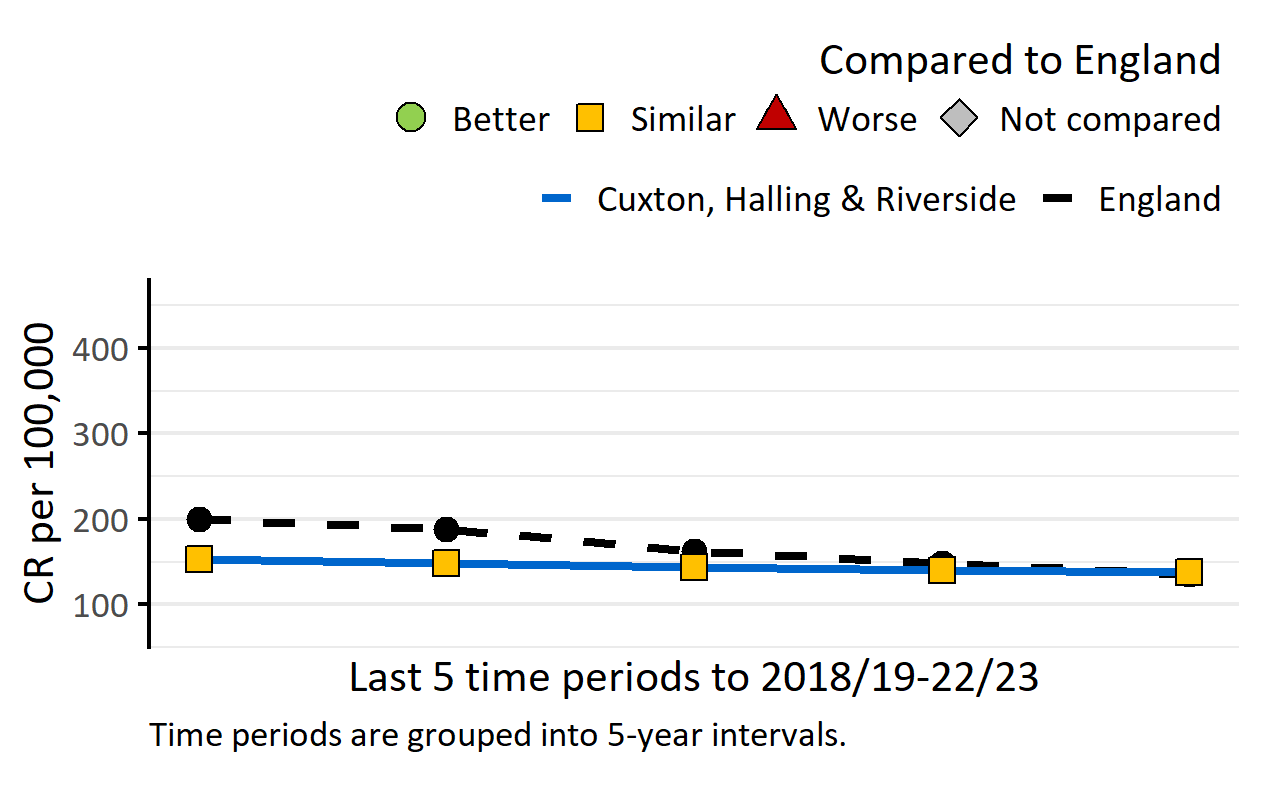 Compared to England
Better Similar Worse Not compared
Cuxton, Halling & Riverside England
CR per 100,000
400
300
200
100
Last 5 time periods to 2018/19-22/23
Time periods are grouped into 5-year intervals.